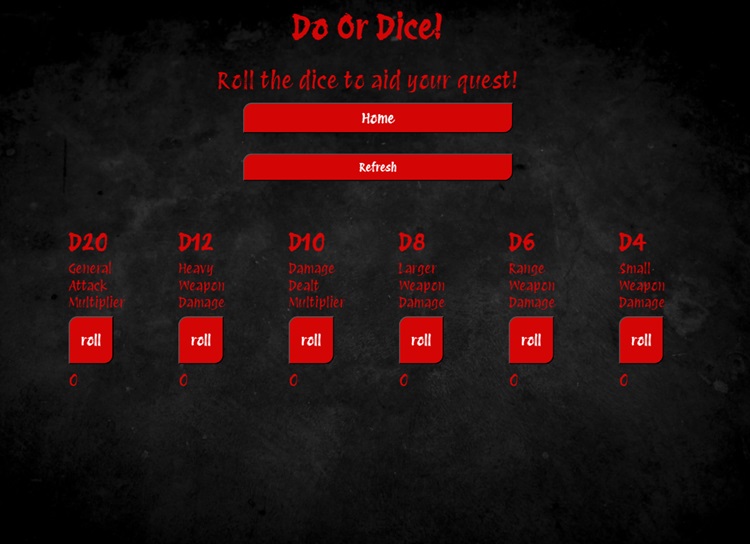 Do Or Dice!
Roll the dice to aid your quest!
Home
Refresh
D20
General
Attack
Multiplier
roll
0
D12
Heavy
Weapon
Damage
roll
0
D10
Damage
Dealt
Multiplier
roll
0
D8
Larger
Weapon
Damage
roll
0
D6
Range
Weapon
Damage
roll
0
D4
Small-
Weapon
Damage
roll
0